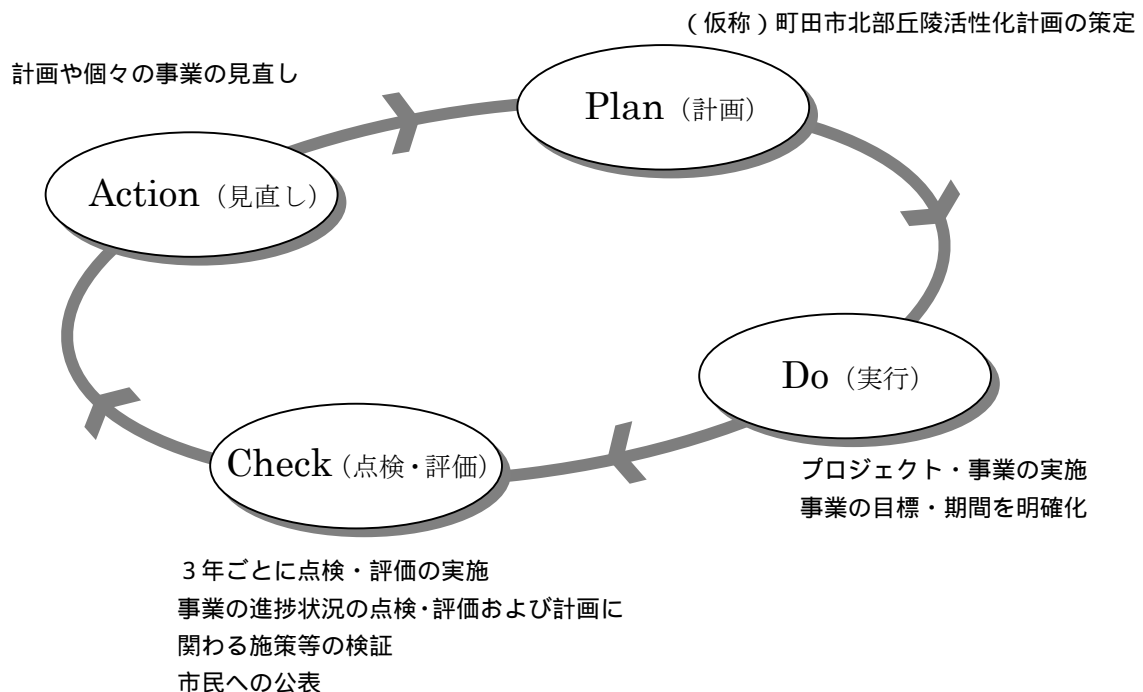 （仮称）町田市北部丘陵活性化計画の策定
計画や個々の事業の見直し
Plan（計画）
Action（見直し）
Do（実行）
プロジェクト・事業の実施
事業の目標・期間を明確化
Check（点検・評価）
３年ごとに点検・評価の実施
事業の進捗状況の点検・評価および計画に
関わる施策等の検証
市民への公表